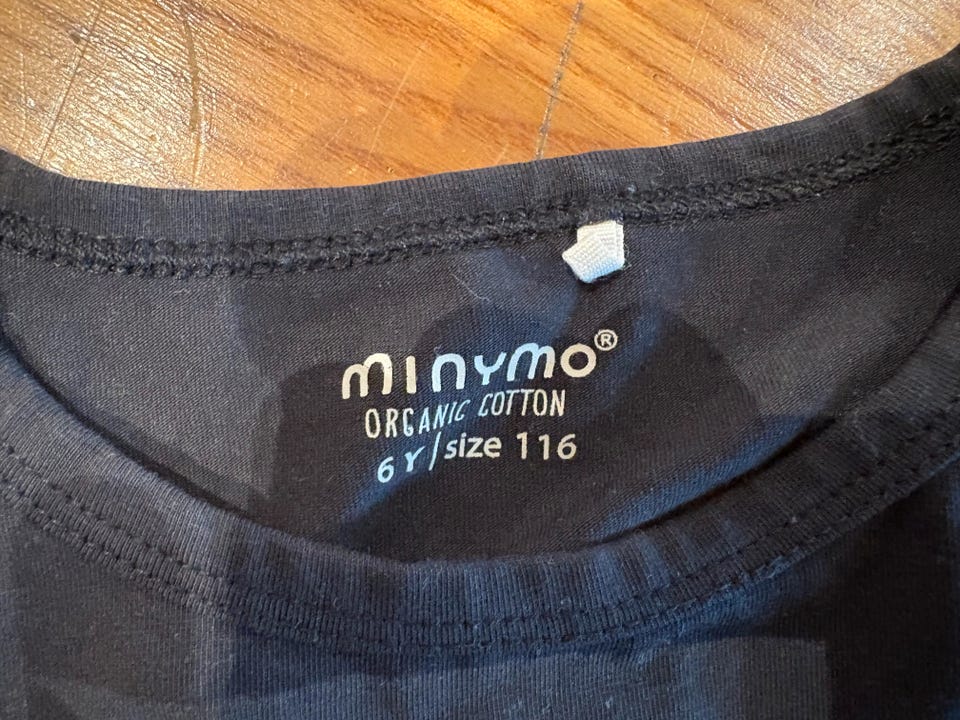 minymo®
ORGANIC COTTON
6 Y / size 116